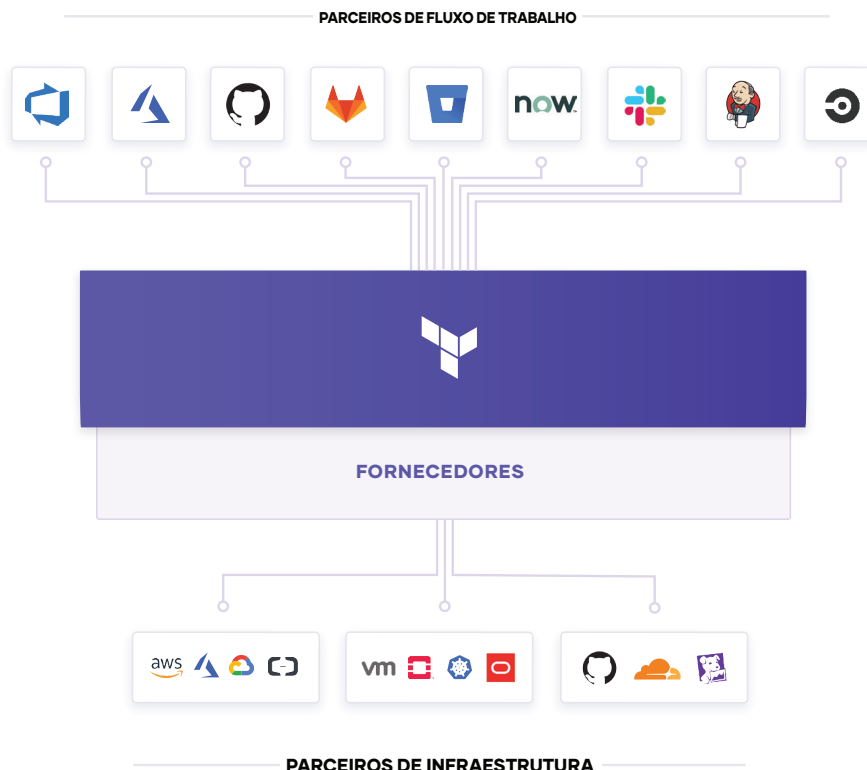 PARCEIROS DE FLUXO DE TRABALHO
now
FORNECEDORES
aws
vm
PARCEIROS DE INFRAESTRUTURA